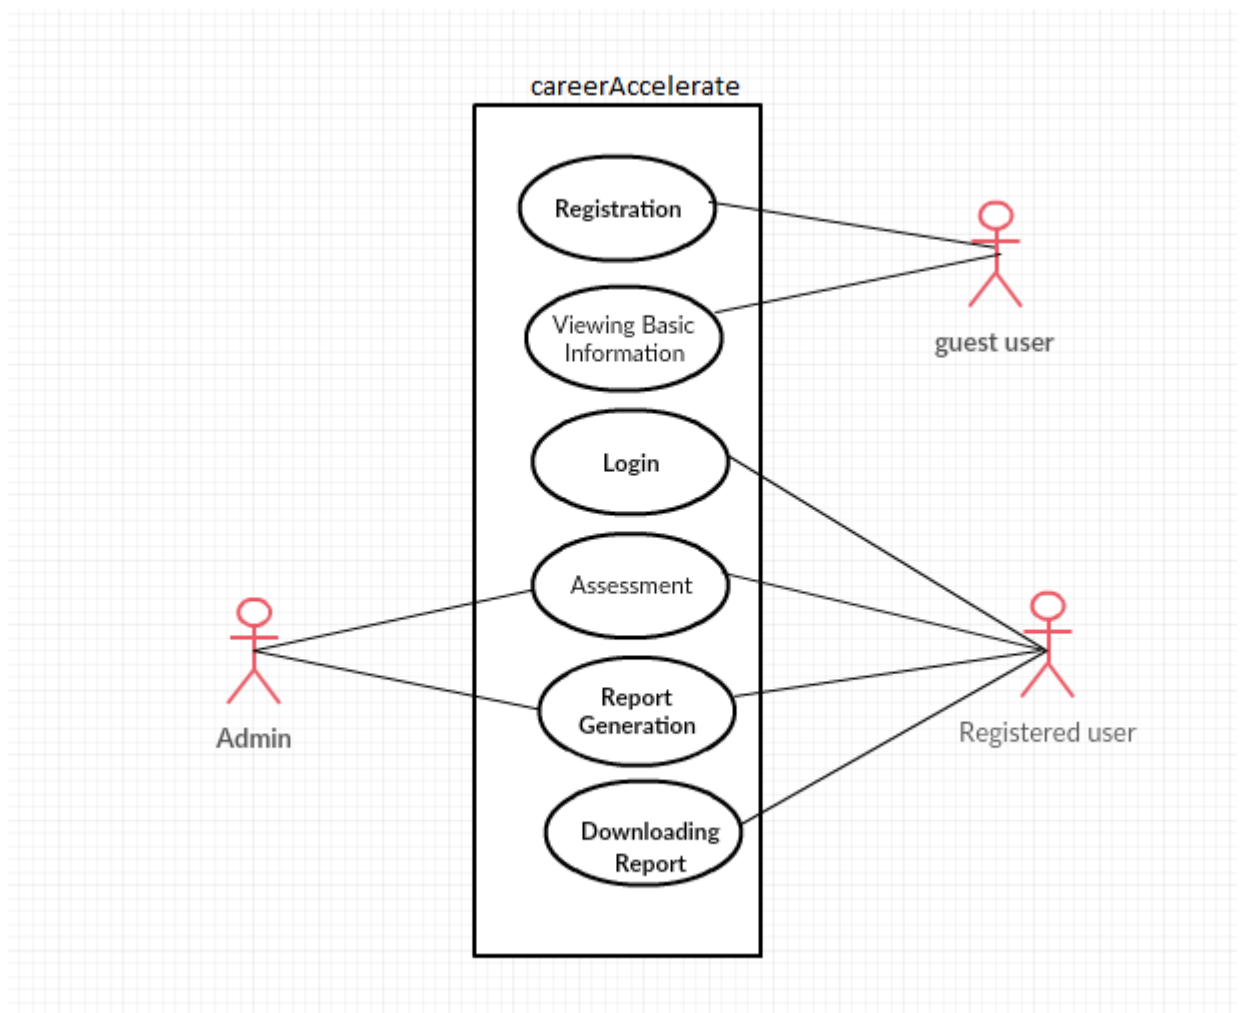 careerAccelerate
Registration
Viewing Basic
Information
guest user
Login
Assessment
Report
Generation
Admin
Registered user
Downloading
Report